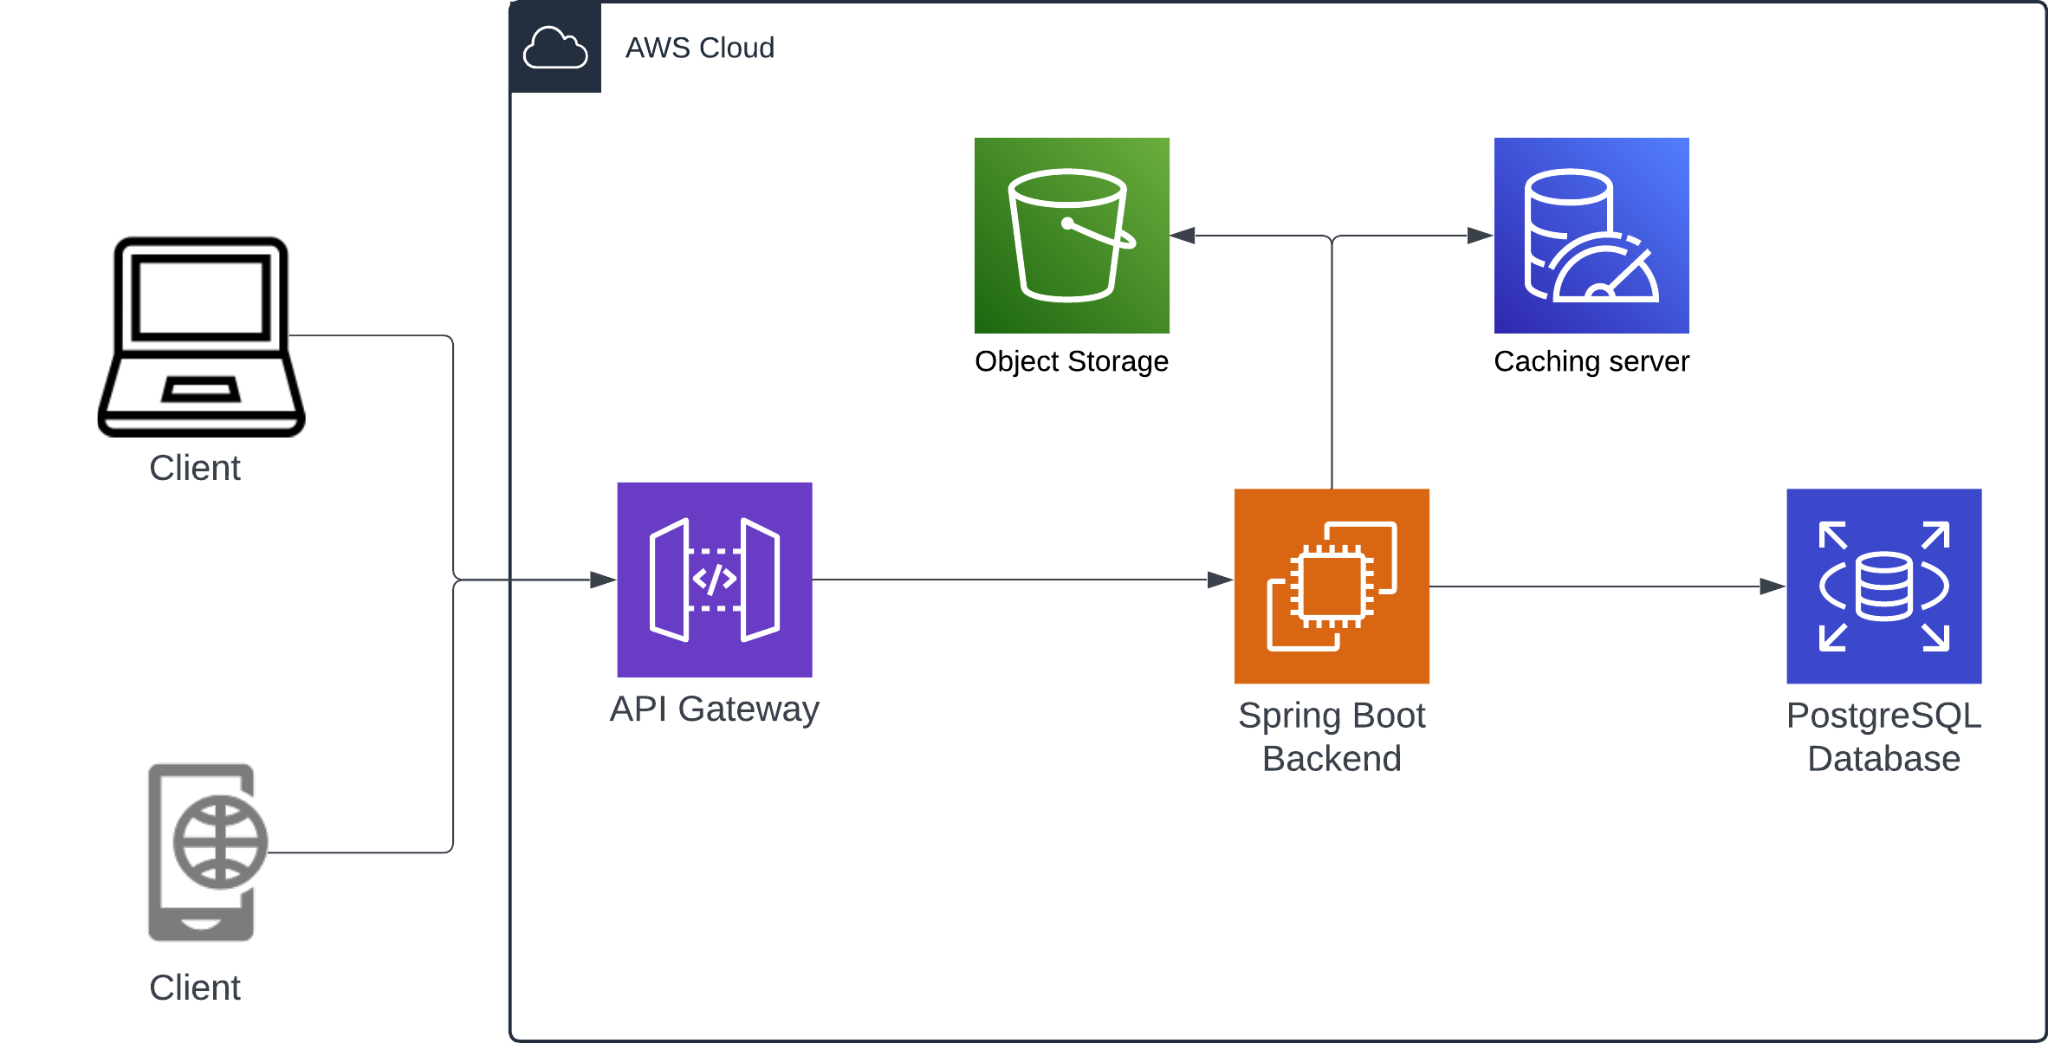 AWS Cloud
Object Storage
Caching server
Client
</>
API Gateway
Spring Boot
Backend
PostgreSQL
Database
Client